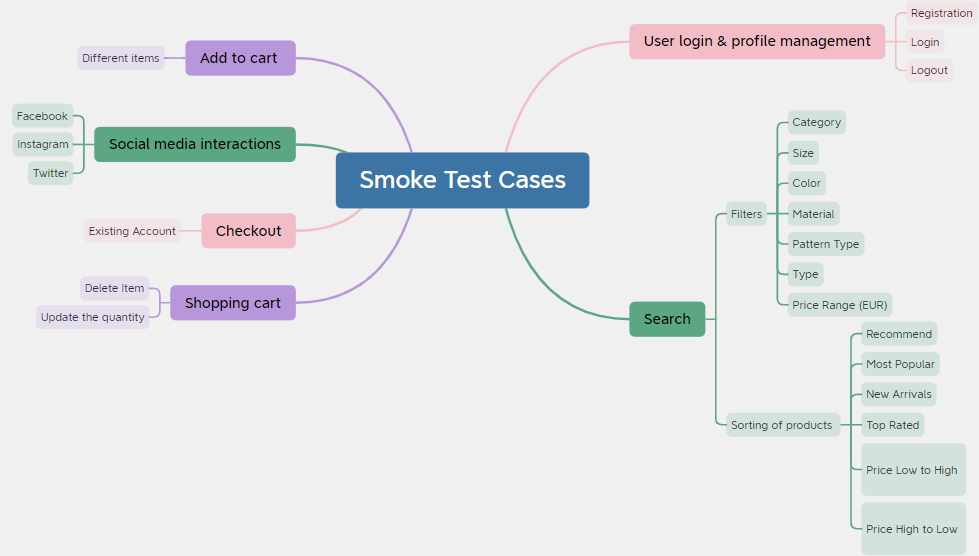 Smoke Test Cases
User login & profile management
Registration
Login
Logout
Search
Filters
Category
Size
Color
Material
Pattern Type
Type
Price Range (EUR)
Sorting of products
Recommend
Most Popular
New Arrivals
Top Rated
Price Low to High
Price High to Low
Add to cart
Different items
Social media interactions
Facebook
Instagram
Twitter
Checkout
Existing Account
Shopping cart
Delete Item
Update the quantity